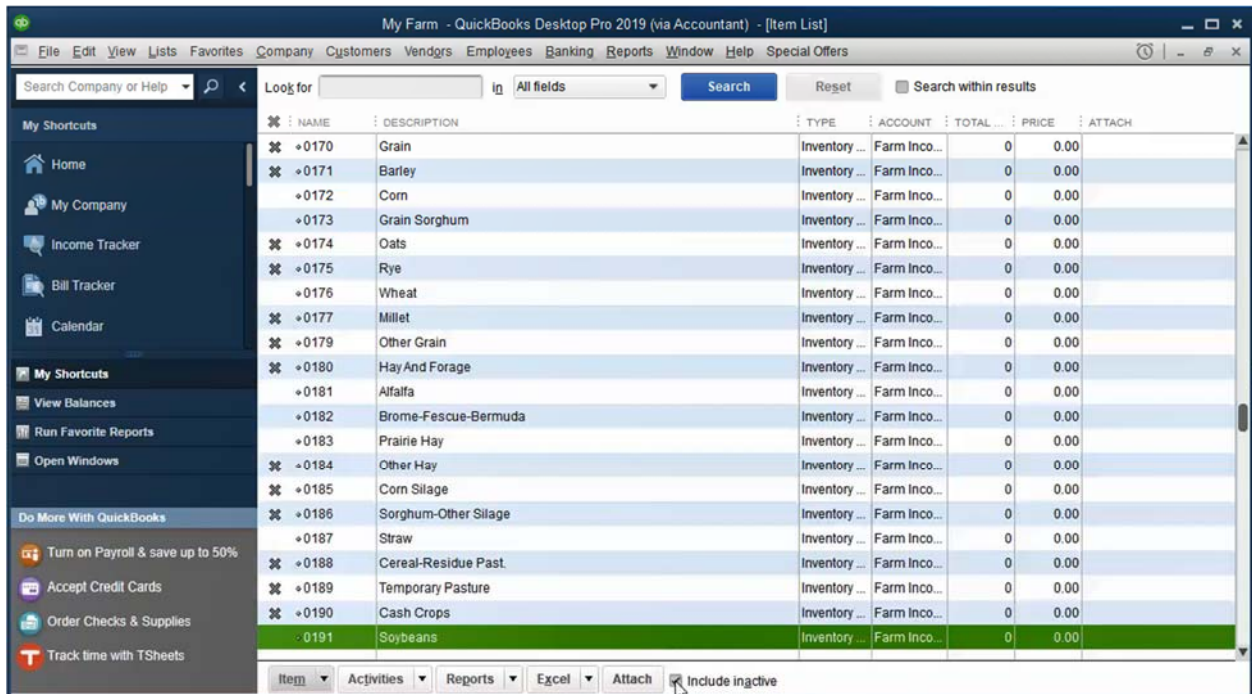 My Farm - QuickBooks Desktop Pro 2019 (via Accountant) - [Item List]
File Edit View Lists Favorites Company Customers Vendors Employees Banking Reports Window Help Special Offers
Search Company or Help
Look for in All fields Search Reset Search within results
My Shortcuts
Home
My Company
Income Tracker
Bill Tracker
Calendar
My Shortcuts
View Balances
Run Favorite Reports
Open Windows
Do More With QuickBooks
Turn on Payroll & save up to 50%
Accept Credit Cards
Order Checks & Supplies
Track time with TSheets
NAME DESCRIPTION TYPE ACCOUNT TOTAL ... PRICE ATTACH
0170 Grain Inventory ... Farm Inco... 0 0.00
0171 Barley Inventory ... Farm Inco... 0 0.00
0172 Corn Inventory ... Farm Inco... 0 0.00
0173 Grain Sorghum Inventory ... Farm Inco... 0 0.00
0174 Oats Inventory ... Farm Inco... 0 0.00
0175 Rye Inventory ... Farm Inco... 0 0.00
0176 Wheat Inventory ... Farm Inco... 0 0.00
0177 Millet Inventory ... Farm Inco... 0 0.00
0179 Other Grain Inventory ... Farm Inco... 0 0.00
0180 Hay And Forage Inventory ... Farm Inco... 0 0.00
0181 Alfalfa Inventory ... Farm Inco... 0 0.00
0182 Brome-Fescue-Bermuda Inventory ... Farm Inco... 0 0.00
0183 Prairie Hay Inventory ... Farm Inco... 0 0.00
0184 Other Hay Inventory ... Farm Inco... 0 0.00
0185 Corn Silage Inventory ... Farm Inco... 0 0.00
0186 Sorghum-Other Silage Inventory ... Farm Inco... 0 0.00
0187 Straw Inventory ... Farm Inco... 0 0.00
0188 Cereal-Residue Past. Inventory ... Farm Inco... 0 0.00
0189 Temporary Pasture Inventory ... Farm Inco... 0 0.00
0190 Cash Crops Inventory ... Farm Inco... 0 0.00
0191 Soybeans Inventory ... Farm Inco... 0 0.00
Item Activities Reports Excel Attach Include inactive